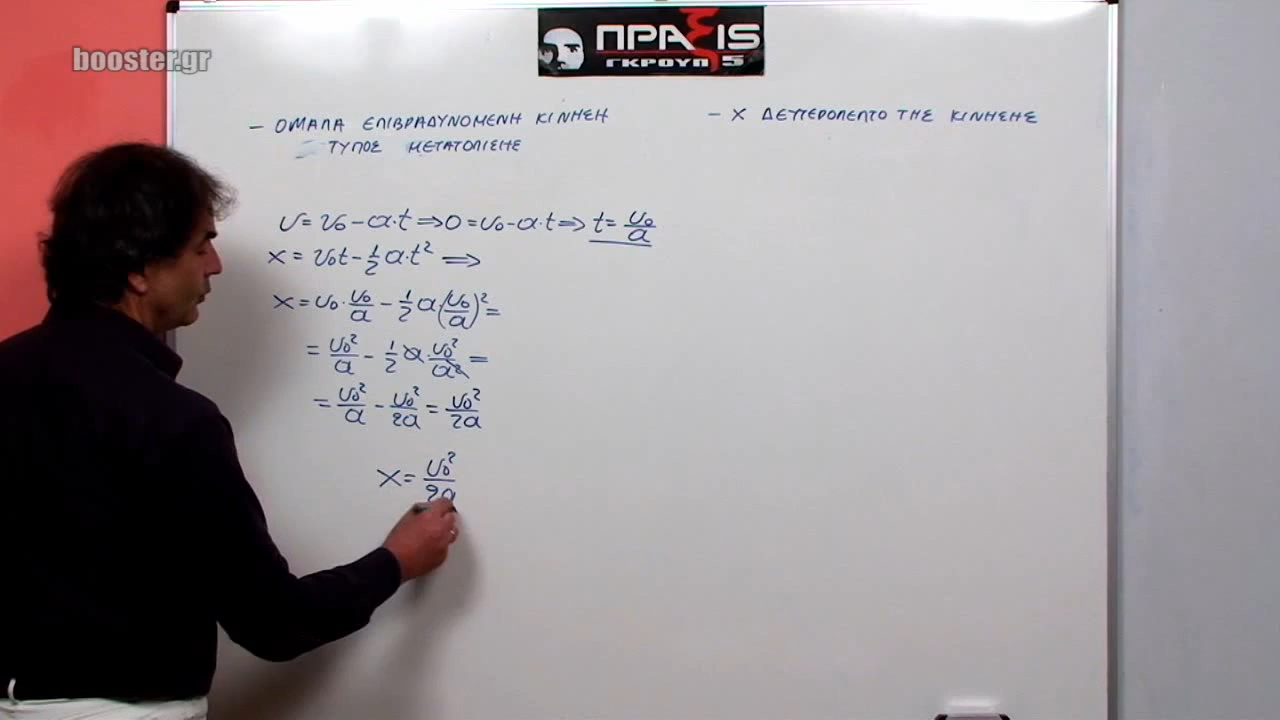 booster.gr
ΠΡΑξΙS
ΓΚΡΟΥΠ 5
– ΟΜΑΛΑ ΕΠΙΒΡΑΔΥΝΟΜΕΝΗ ΚΙΝΗΣΗ
ΤΥΠΟΣ ΜΕΤΑΤΟΠΙΣΗΣ
– Χ ΔΕΥΤΕΡΟΛΕΠΤΟ ΤΗΣ ΚΙΝΗΣΗΣ
υ = υ₀ – α·t ⇒ 0 = υ₀ – α·t ⇒ t = υ₀/α
x = υ₀t – ½ α·t² ⇒
x = υ₀·υ₀/α – ½ α·(υ₀/α)² =
= υ₀²/α – ½ α·υ₀²/α² =
= υ₀²/α – υ₀²/2α = υ₀²/2α
x = υ₀²/2α